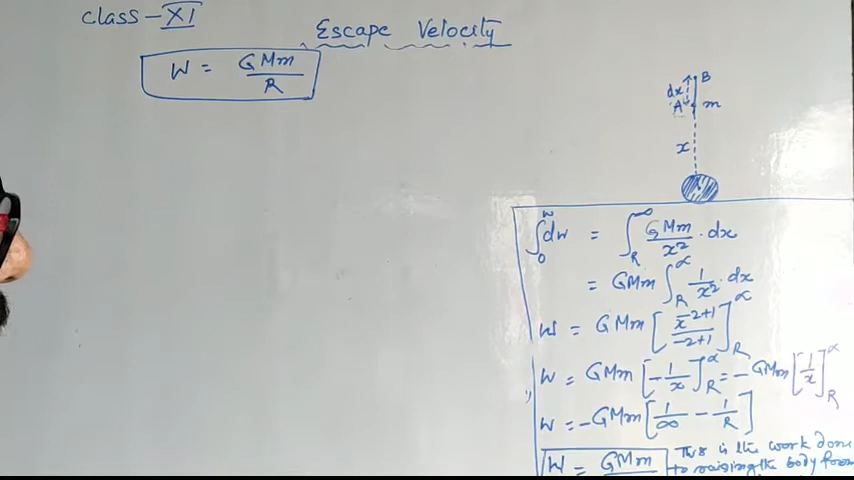 class - XI
Escape Velocity
W = GMm/R
B
dx
A
m
x
∫₀^W dW = ∫_R^∞ GMm/x² · dx
= GMm ∫_R^∝ 1/x² · dx
W = GMm [x^(-2+1)/(-2+1)]_R^∝
W = GMm [-1/x]_R^∝ = -GMm [1/x]_R^∝
W = -GMm [1/∞ - 1/R]
W = GMm
This is the work done
to raising the body from